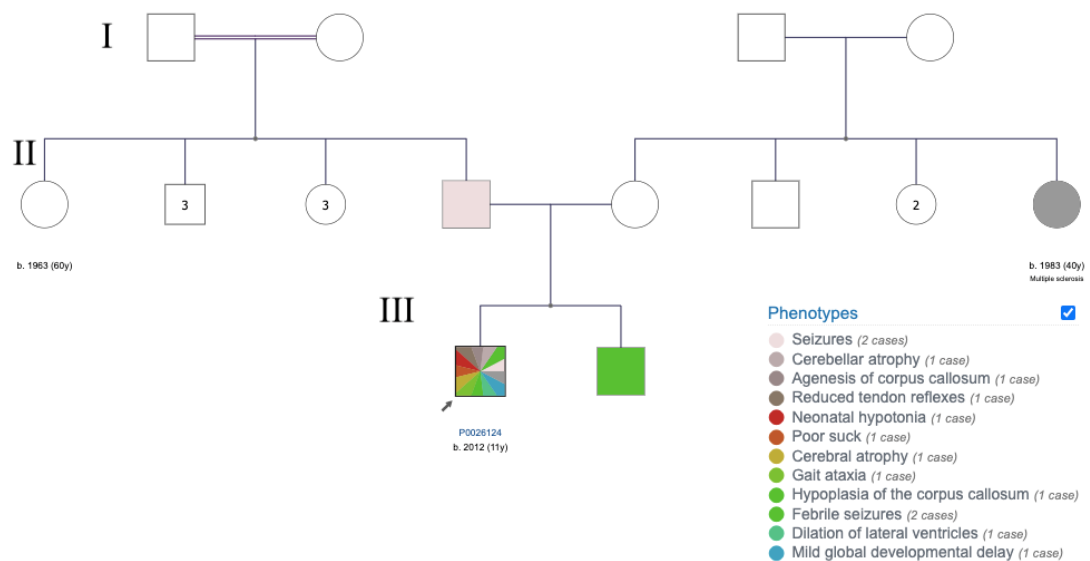 I
II
3
3
2
b. 1963 (60y)
b. 1983 (40y)
Multiple sclerosis
III
P0026124
b. 2012 (11y)
Phenotypes
Seizures (2 cases)
Cerebellar atrophy (1 case)
Agenesis of corpus callosum (1 case)
Reduced tendon reflexes (1 case)
Neonatal hypotonia (1 case)
Poor suck (1 case)
Cerebral atrophy (1 case)
Gait ataxia (1 case)
Hypoplasia of the corpus callosum (1 case)
Febrile seizures (2 cases)
Dilation of lateral ventricles (1 case)
Mild global developmental delay (1 case)